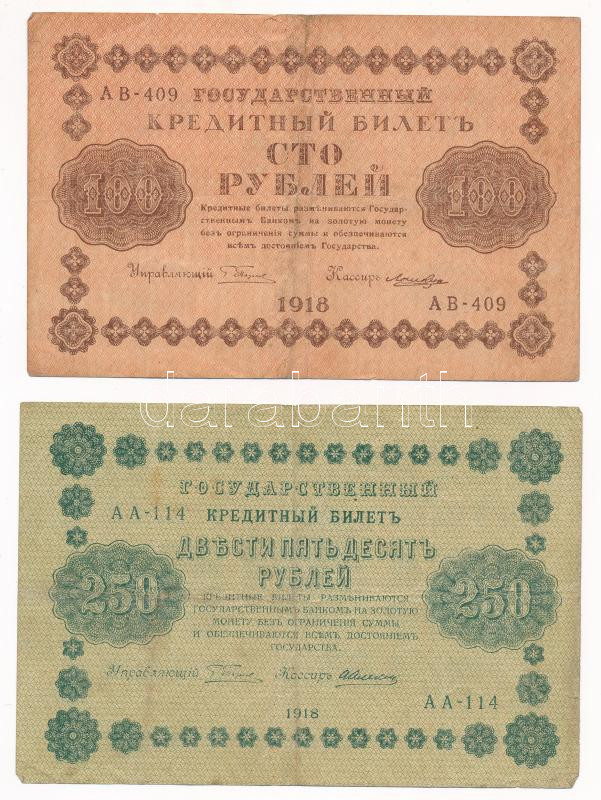 АВ-409 ГОСУДАРСТВЕННЫЙ
КРЕДИТНЫЙ БИЛЕТЪ
СТО
РУБЛЕЙ
100 100
Кредитные билеты размѣниваются Государ-
ственнымъ Банкомъ на золотую монету
безъ ограниченія суммы и обезпечиваются
всѣмъ достояніемъ Государства.
Управляющій Кассиръ
1918 АВ-409
darabanth
ГОСУДАРСТВЕННЫЙ
АА-114 КРЕДИТНЫЙ БИЛЕТЪ
ДВѢСТИ ПЯТЬДЕСЯТЪ
РУБЛЕЙ
250 250
КРЕДИТНЫЕ БИЛЕТЫ РАЗМѢНИВАЮТСЯ
ГОСУДАРСТВЕННЫМЪ БАНКОМЪ НА ЗОЛОТУЮ
МОНЕТУ БЕЗЪ ОГРАНИЧЕНІЯ СУММЫ
И ОБЕЗПЕЧИВАЮТСЯ ВСѢМЪ ДОСТОЯНІЕМЪ
ГОСУДАРСТВА.
Управляющій Кассиръ
АА-114
1918